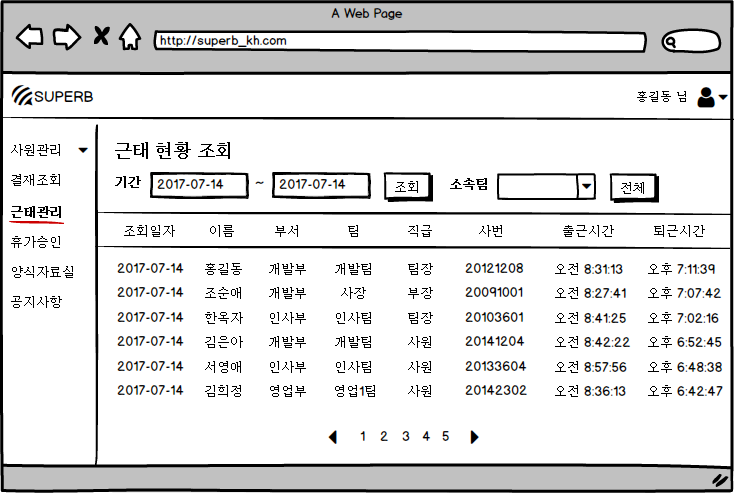 A Web Page
http://superb_kh.com
SUPERB 홍길동 님
사원관리
결재조회
근태관리
휴가승인
양식자료실
공지사항
근태 현황 조회
기간 2017-07-14 ~ 2017-07-14 조회 소속팀 전체
조회일자 이름 부서 팀 직급 사번 출근시간 퇴근시간
2017-07-14 홍길동 개발부 개발팀 팀장 20121208 오전 8:31:13 오후 7:11:39
2017-07-14 조순애 개발부 사장 부장 20091001 오전 8:27:41 오후 7:07:42
2017-07-14 한옥자 인사부 인사팀 팀장 20103601 오전 8:41:25 오후 7:02:16
2017-07-14 김은아 개발부 개발팀 사원 20141204 오전 8:42:22 오후 6:52:45
2017-07-14 서영애 인사부 인사팀 사원 20133604 오전 8:57:56 오후 6:48:38
2017-07-14 김희정 영업부 영업1팀 사원 20142302 오전 8:36:13 오후 6:42:47
1 2 3 4 5